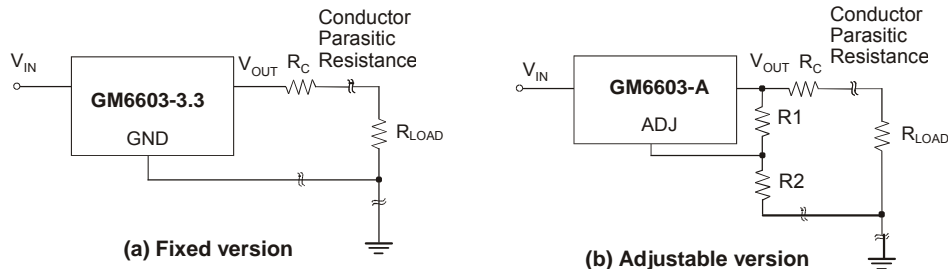 Conductor
Parasitic
Resistance
V_IN
V_OUT
R_C
GM6603-3.3
GND
R_LOAD
(a) Fixed version
Conductor
Parasitic
Resistance
V_IN
V_OUT
R_C
GM6603-A
ADJ
R1
R2
R_LOAD
(b) Adjustable version